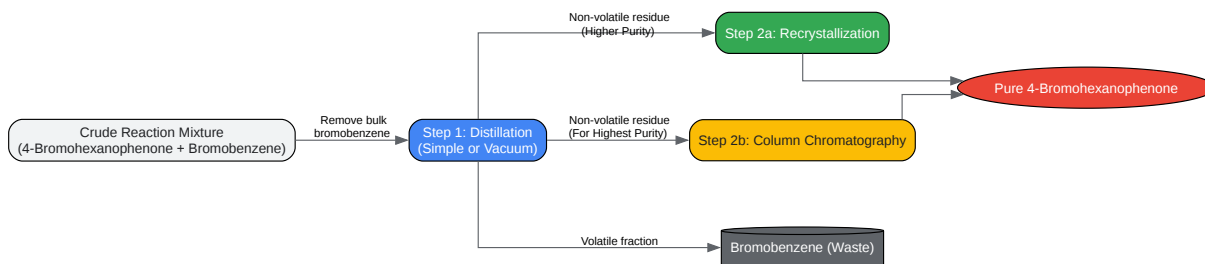 Non-volatile residue
(Higher Purity)
Step 2a: Recrystallization
Pure 4-Bromohexanophenone
Crude Reaction Mixture
(4-Bromohexanophenone + Bromobenzene)
Remove bulk
bromobenzene
Step 1: Distillation
(Simple or Vacuum)
Non-volatile residue
(For Highest Purity)
Step 2b: Column Chromatography
Volatile fraction
Bromobenzene (Waste)